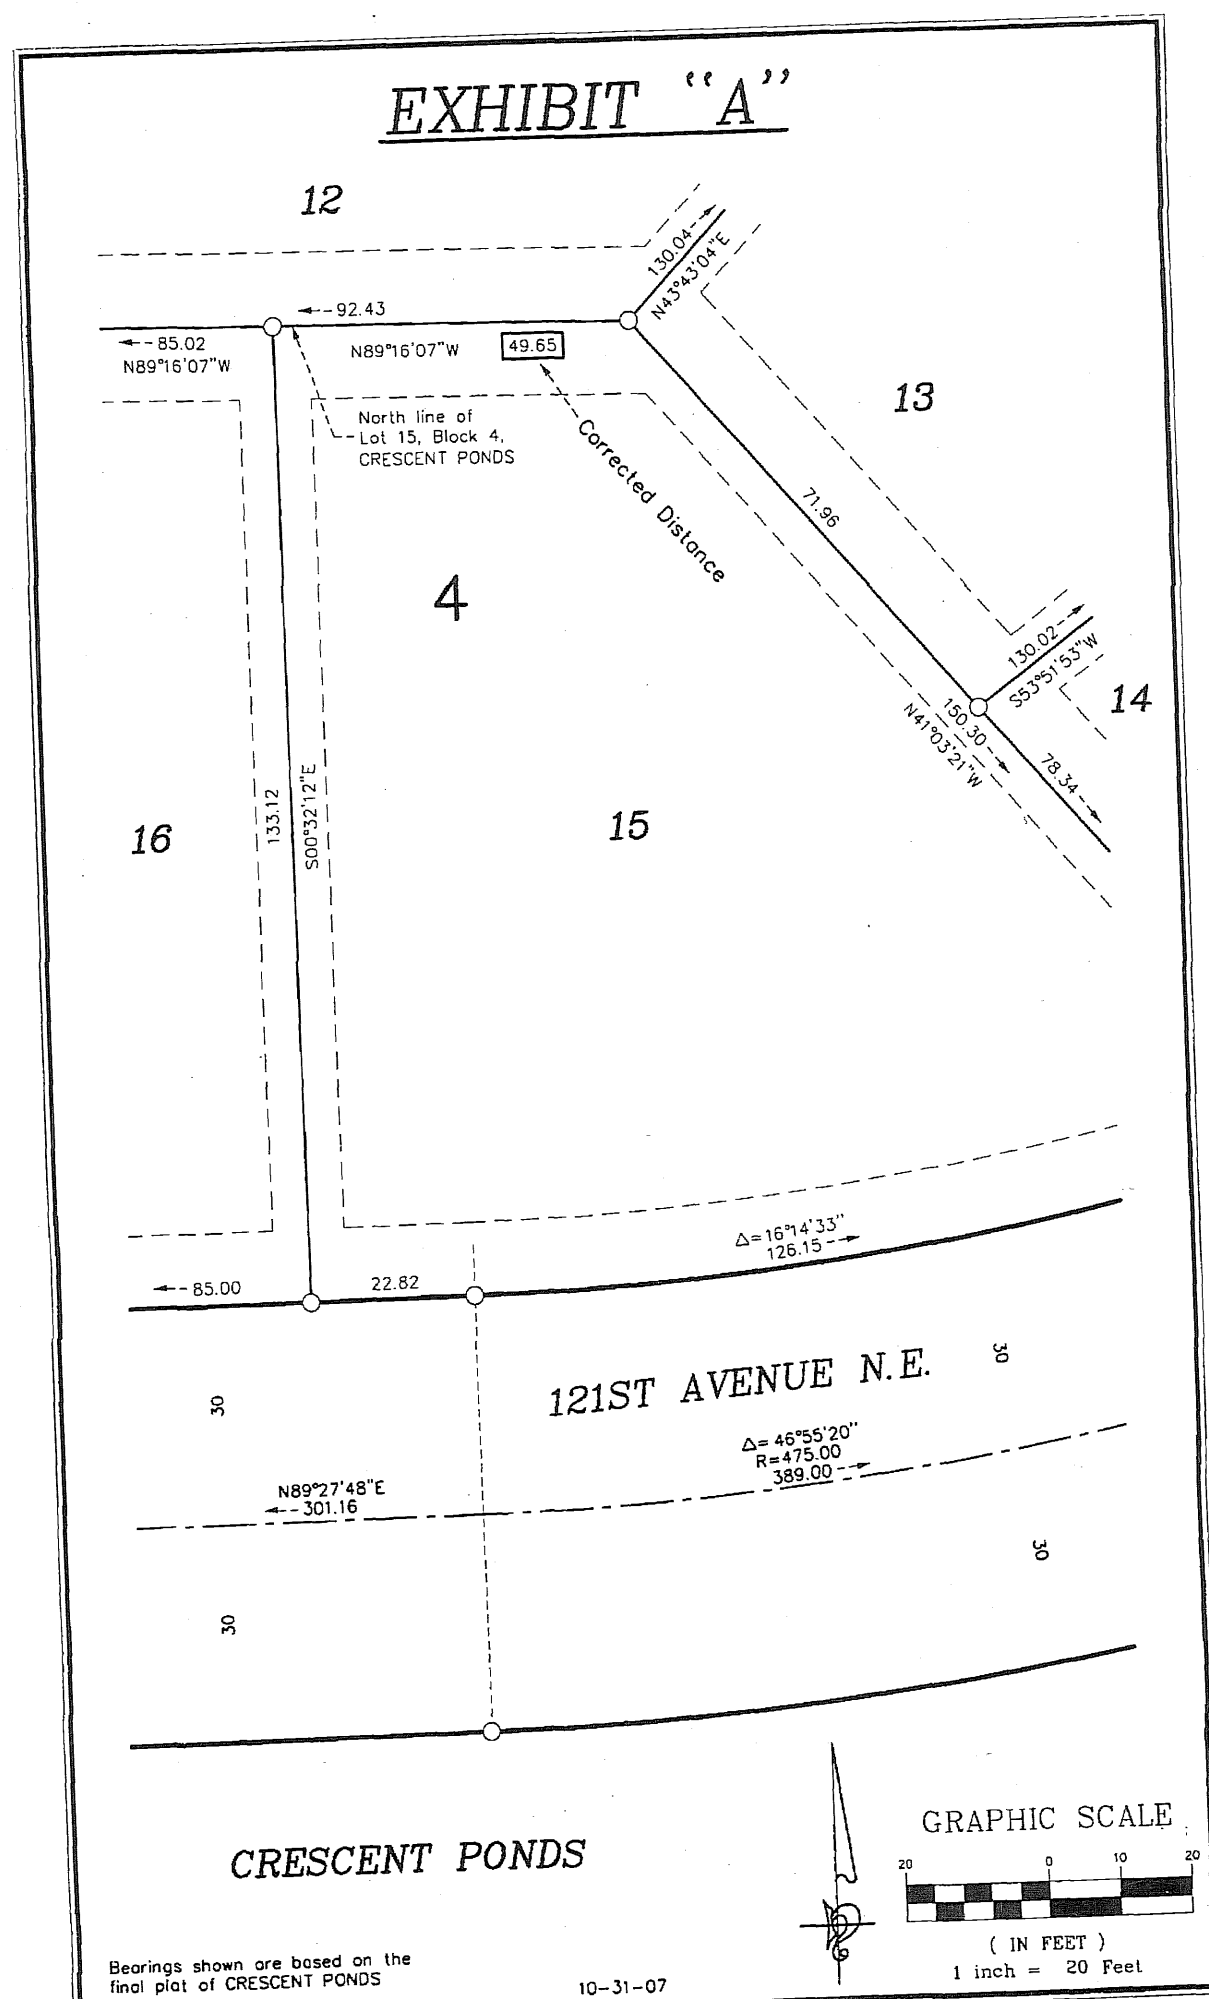 EXHIBIT "A"
12
130.04
N43°43'04"E
92.43
85.02
N89°16'07"W
N89°16'07"W
49.65
13
North line of
Lot 15, Block 4,
CRESCENT PONDS
Corrected Distance
71.96
4
130.02
S53°51'53"W
14
150.30
N41°03'21"W
78.34
16
133.12
S00°32'12"E
15
Δ=16°14'33"
126.15
85.00
22.82
121ST AVENUE N.E.
30
30
Δ= 46°55'20"
R=475.00
389.00
N89°27'48"E
301.16
30
30
CRESCENT PONDS
GRAPHIC SCALE
20 0 10 20
( IN FEET )
1 inch = 20 Feet
Bearings shown are based on the
final plat of CRESCENT PONDS
10-31-07